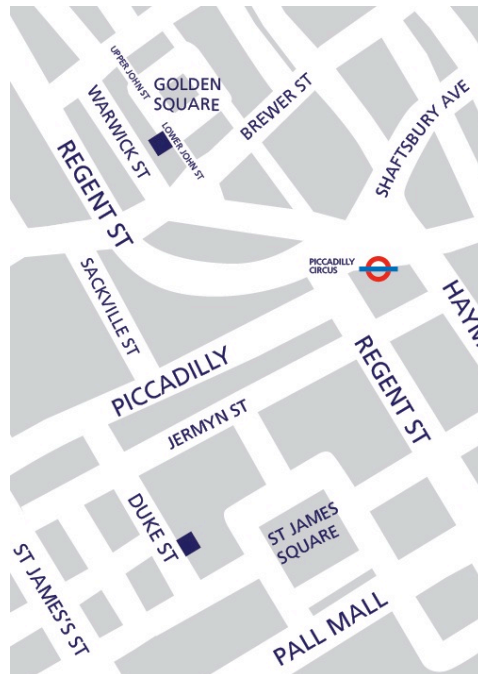 UPPER JOHN ST
GOLDEN
SQUARE
WARWICK ST
LOWER JOHN ST
BREWER ST
SHAFTSBURY AVE
REGENT ST
SACKVILLE ST
PICCADILLY
CIRCUS
HAYM
PICCADILLY
REGENT ST
JERMYN ST
DUKE ST
ST JAMES
SQUARE
ST JAMES'S ST
PALL MALL